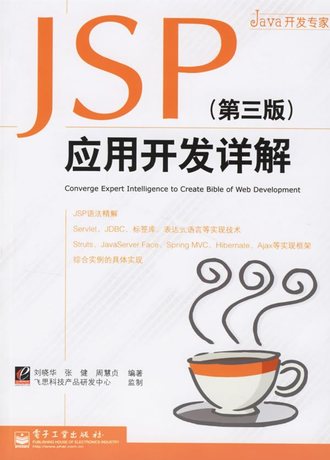 Java开发专家
JSP
(第三版)
应用开发详解
Converge Expert Intelligence to Create Bible of Web Development
JSP语法精解
Servlet、JDBC、标签库、表达式语言等实现技术
Struts、JavaServer Face、Spring MVC、Hibernate、Ajax等实现框架
综合实例的具体实现
刘晓华 张 健 周慧贞 编著
飞思科技产品研发中心 监制
电子工业出版社
PUBLISHING HOUSE OF ELECTRONICS INDUSTRY